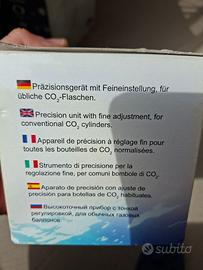 Präzisionsgerät mit Feineinstellung, für
übliche CO₂-Flaschen.
Precision unit with fine adjustment, for
conventional CO₂ cylinders.
Appareil de précision à réglage fin pour
toutes les bouteilles de CO₂ normalisées.
Strumento di precisione per la
regolazione fine, per comuni bombole di CO₂.
Aparato de precisión con ajuste de
precisión para botellas de CO₂ habituales.
Высокоточный прибор с тонкой
регулировкой, для обычных газовых
баллонов.
subito